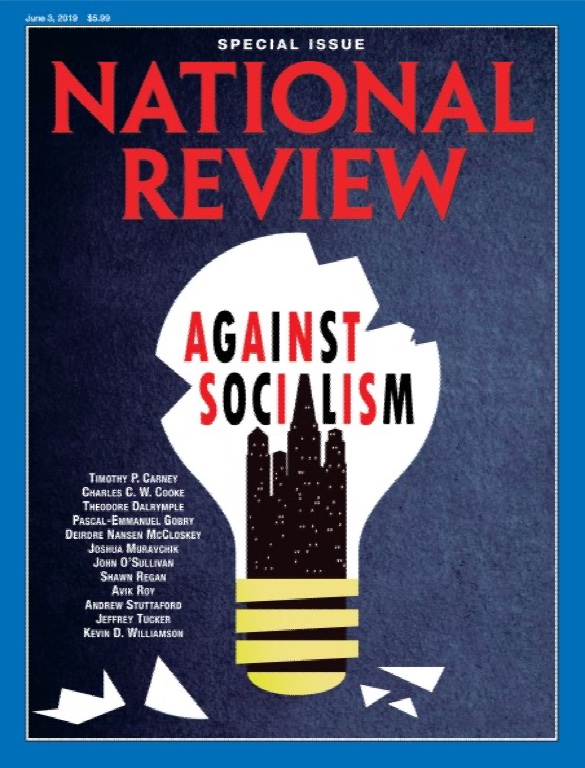 June 3, 2019 $5.99
SPECIAL ISSUE
NATIONAL
REVIEW
AGAINST
SOCIALISM
TIMOTHY P. CARNEY
CHARLES C. W. COOKE
THEODORE DALRYMPLE
PASCAL-EMMANUEL GOBRY
DEIRDRE NANSEN MCCLOSKEY
JOSHUA MURAVCHIK
JOHN O'SULLIVAN
SHAWN REGAN
AVIK ROY
ANDREW STUTTAFORD
JEFFREY TUCKER
KEVIN D. WILLIAMSON